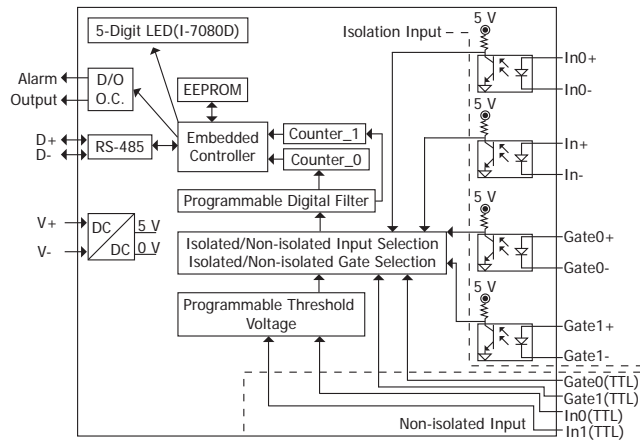 5-Digit LED(I-7080D)
Isolation Input
5 V
In0+
In0-
Alarm
Output
D/O
O.C.
EEPROM
D+
D-
RS-485
Embedded
Controller
Counter_1
Counter_0
5 V
In+
In-
Programmable Digital Filter
V+
V-
DC
DC
5 V
0 V
Isolated/Non-isolated Input Selection
Isolated/Non-isolated Gate Selection
5 V
Gate0+
Gate0-
Programmable Threshold
Voltage
5 V
Gate1+
Gate1-
Non-isolated Input
Gate0(TTL)
Gate1(TTL)
In0(TTL)
In1(TTL)